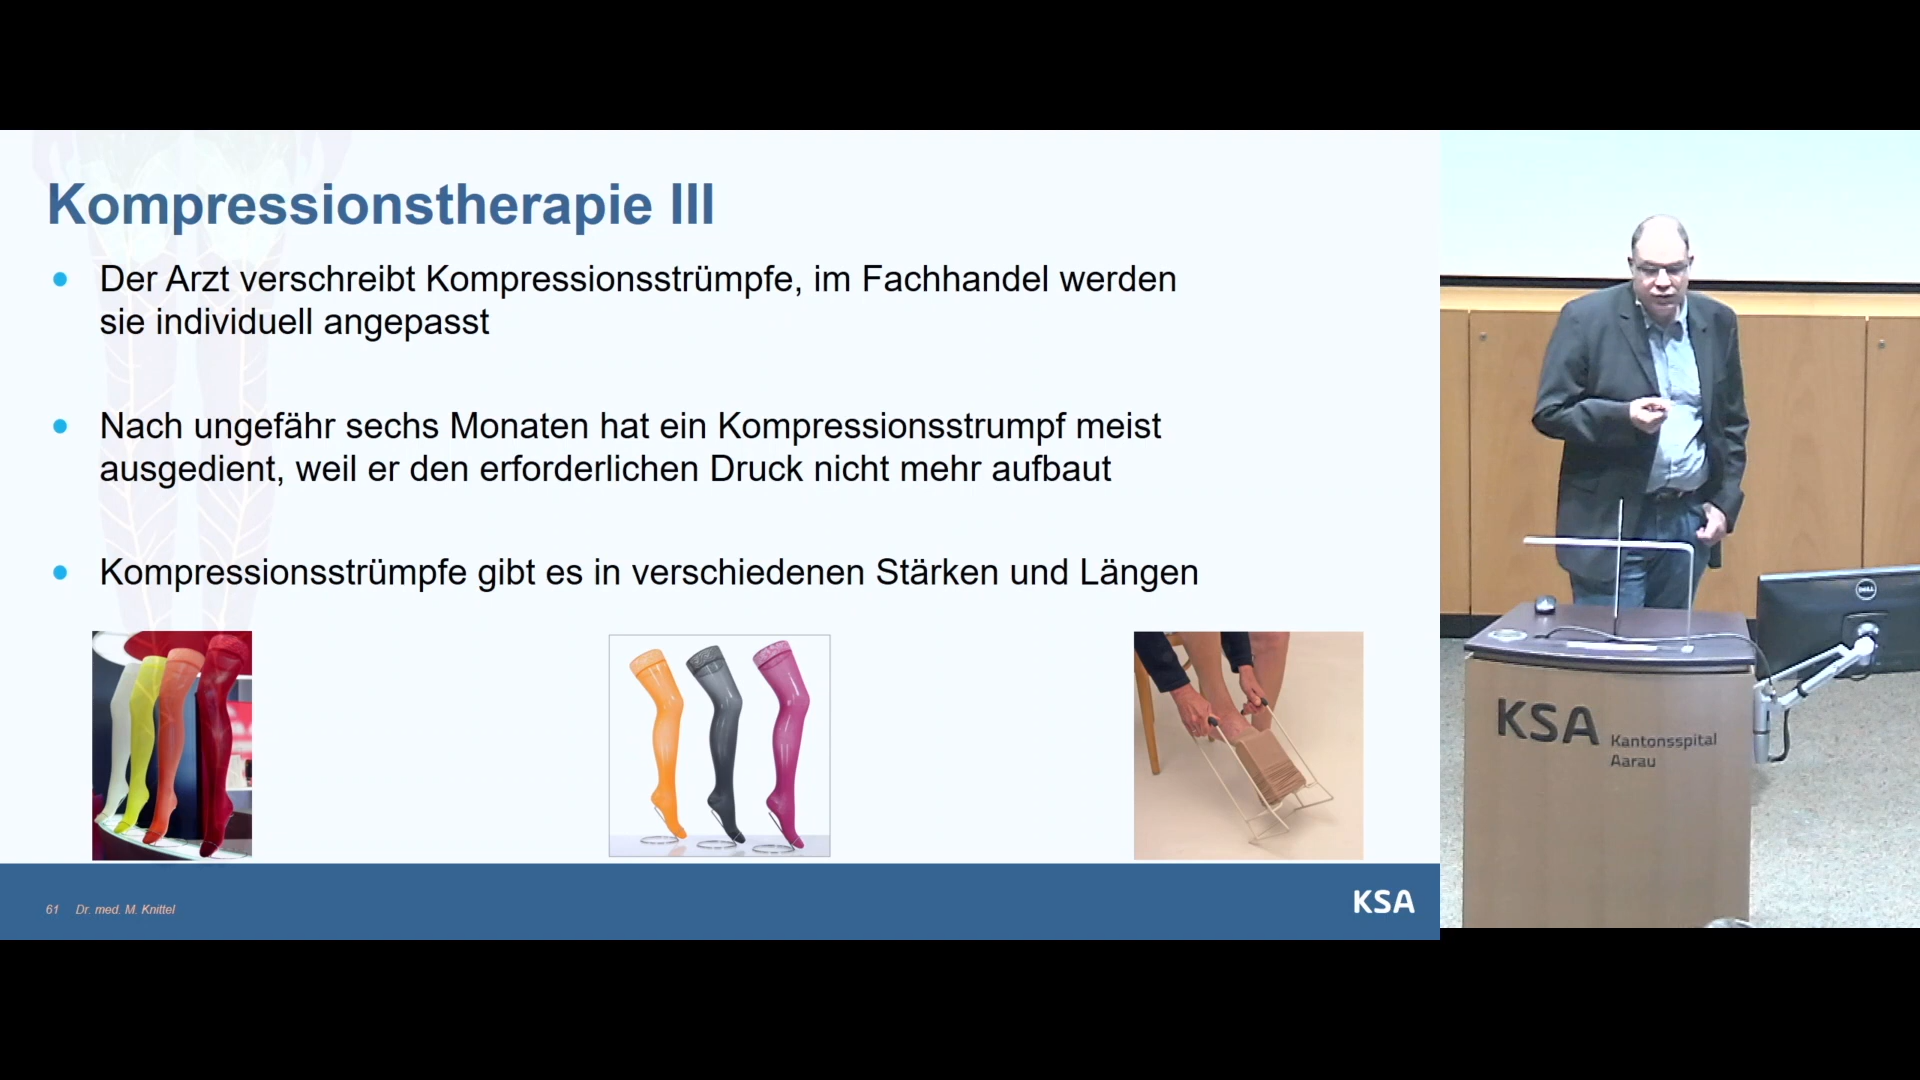 Kompressionstherapie III
Der Arzt verschreibt Kompressionsstrümpfe, im Fachhandel werden
sie individuell angepasst
Nach ungefähr sechs Monaten hat ein Kompressionsstrumpf meist
ausgedient, weil er den erforderlichen Druck nicht mehr aufbaut
Kompressionsstrümpfe gibt es in verschiedenen Stärken und Längen
61 Dr. med. M. Knittel
KSA
DELL
KSA Kantonsspital
Aarau